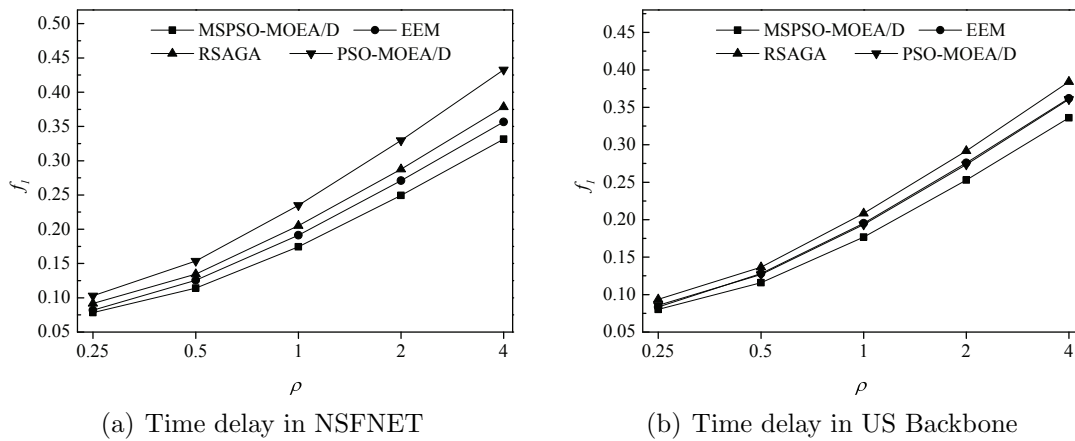 0.50
0.45
0.40
0.35
0.30
0.25
0.20
0.15
0.10
0.05
f₁
MSPSO-MOEA/D EEM
RSAGA PSO-MOEA/D
0.25 0.5 1 2 4
ρ
(a) Time delay in NSFNET
0.45
0.40
0.35
0.30
0.25
0.20
0.15
0.10
0.05
f₁
MSPSO-MOEA/D EEM
RSAGA PSO-MOEA/D
0.25 0.5 1 2 4
ρ
(b) Time delay in US Backbone